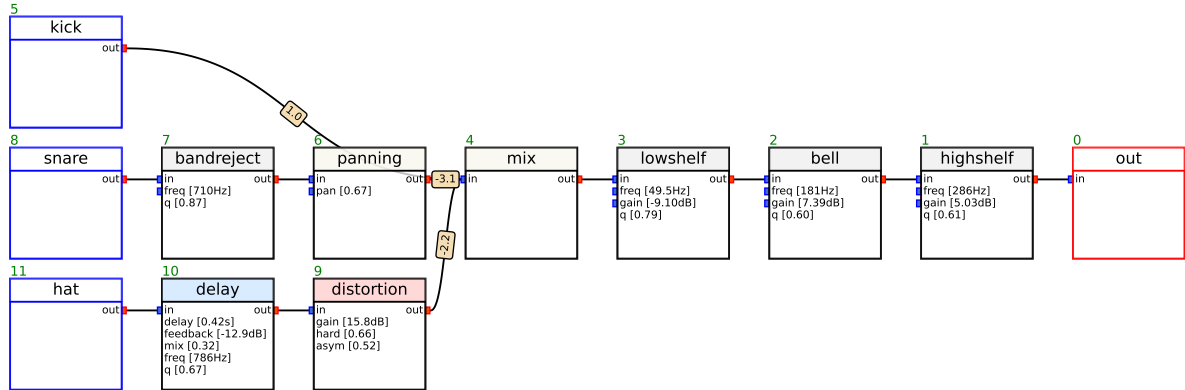 5
kick
out
1.0
8
snare
out
7
bandreject
in out
freq [710Hz]
q [0.87]
6
panning
in out
pan [0.67]
-3.1
4
mix
in out
3
lowshelf
in out
freq [49.5Hz]
gain [-9.10dB]
q [0.79]
2
bell
in out
freq [181Hz]
gain [7.39dB]
q [0.60]
1
highshelf
in out
freq [286Hz]
gain [5.03dB]
q [0.61]
0
out
in
-2.2
11
hat
out
10
delay
in out
delay [0.42s]
feedback [-12.9dB]
mix [0.32]
freq [786Hz]
q [0.67]
9
distortion
in out
gain [15.8dB]
hard [0.66]
asym [0.52]